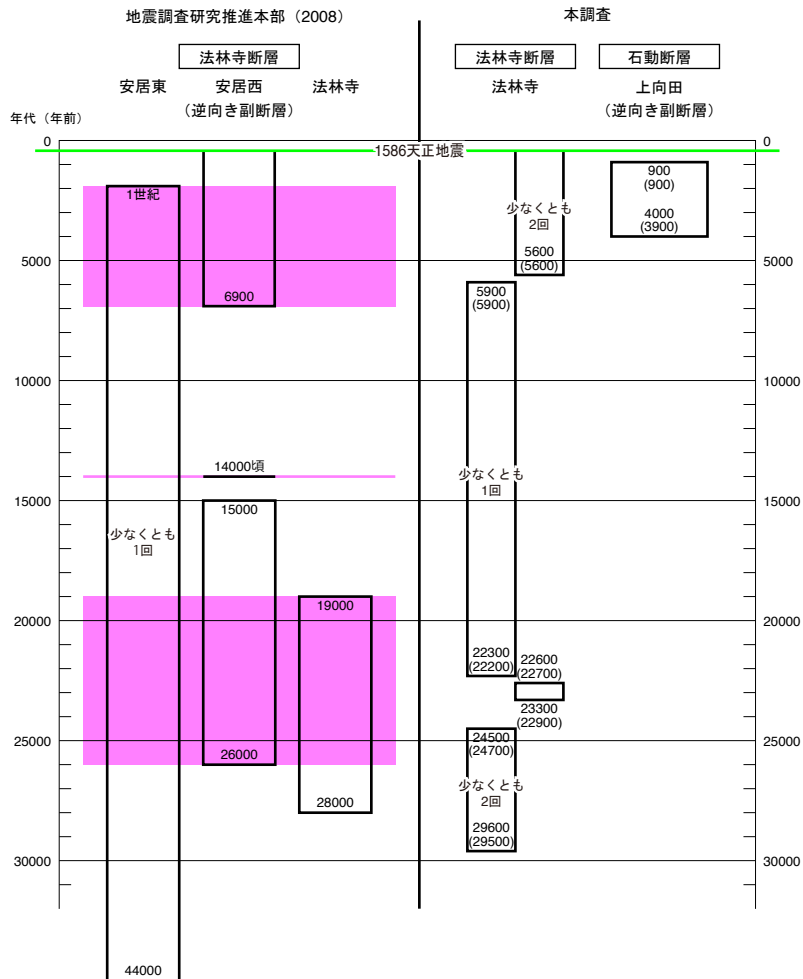 地震調査研究推進本部（2008）
本調査
法林寺断層
法林寺断層
石動断層
安居東
安居西
法林寺
法林寺
上向田
（逆向き副断層）
（逆向き副断層）
年代（年前）
0
0
1586天正地震
1世紀
900
(900)
少なくとも
2回
4000
(3900)
5600
(5600)
5000
5000
5900
(5900)
6900
10000
10000
14000頃
少なくとも
1回
15000
15000
15000
少なくとも
1回
19000
20000
20000
22300
(22200)
22600
(22700)
23300
(22900)
24500
(24700)
25000
25000
26000
少なくとも
2回
28000
29600
(29500)
30000
30000
44000